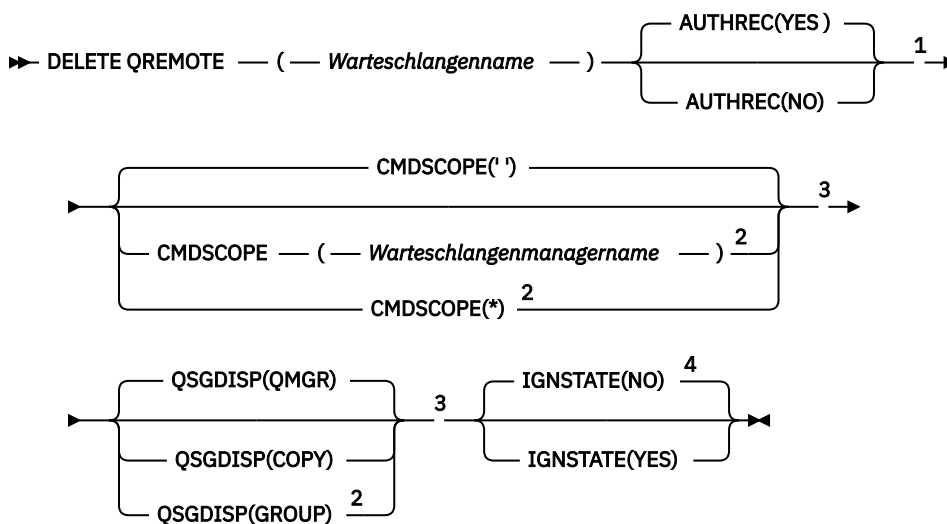 AUTHREC(YES )
DELETE QREMOTE ( Warteschlangenname ) 1
AUTHREC(NO)
CMDSCOPE(' ')
3
CMDSCOPE ( Warteschlangenmanagername ) 2
CMDSCOPE(*) 2
QSGDISP(QMGR) IGNSTATE(NO) 4
3
QSGDISP(COPY) IGNSTATE(YES)
QSGDISP(GROUP) 2